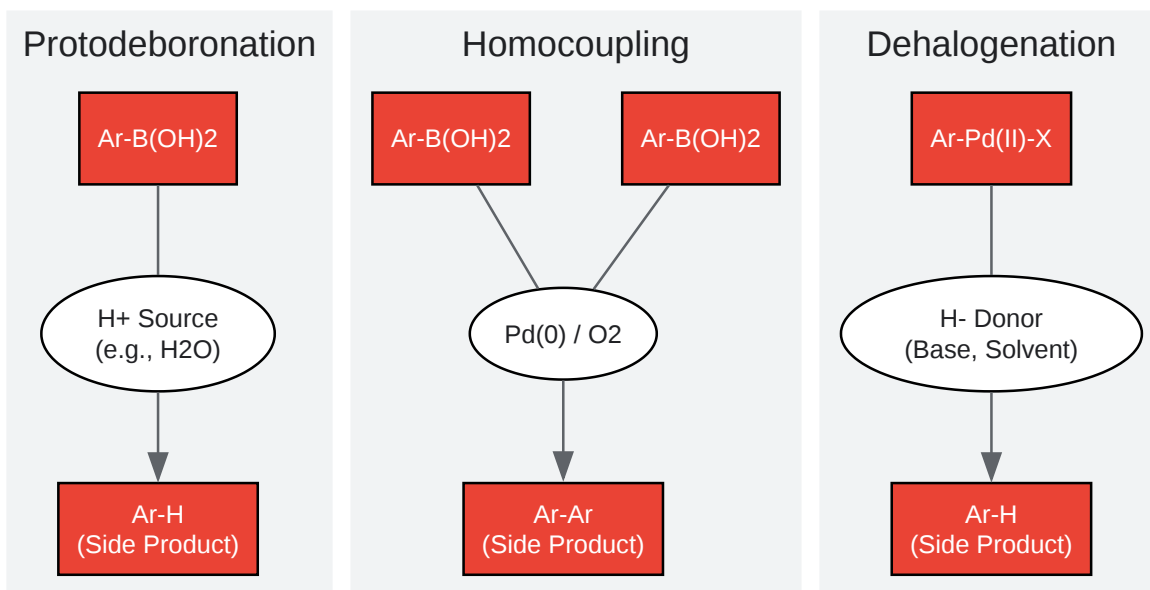 Protodeboronation
Ar-B(OH)2
H+ Source
(e.g., H2O)
Ar-H
(Side Product)
Homocoupling
Ar-B(OH)2
Ar-B(OH)2
Pd(0) / O2
Ar-Ar
(Side Product)
Dehalogenation
Ar-Pd(II)-X
H- Donor
(Base, Solvent)
Ar-H
(Side Product)